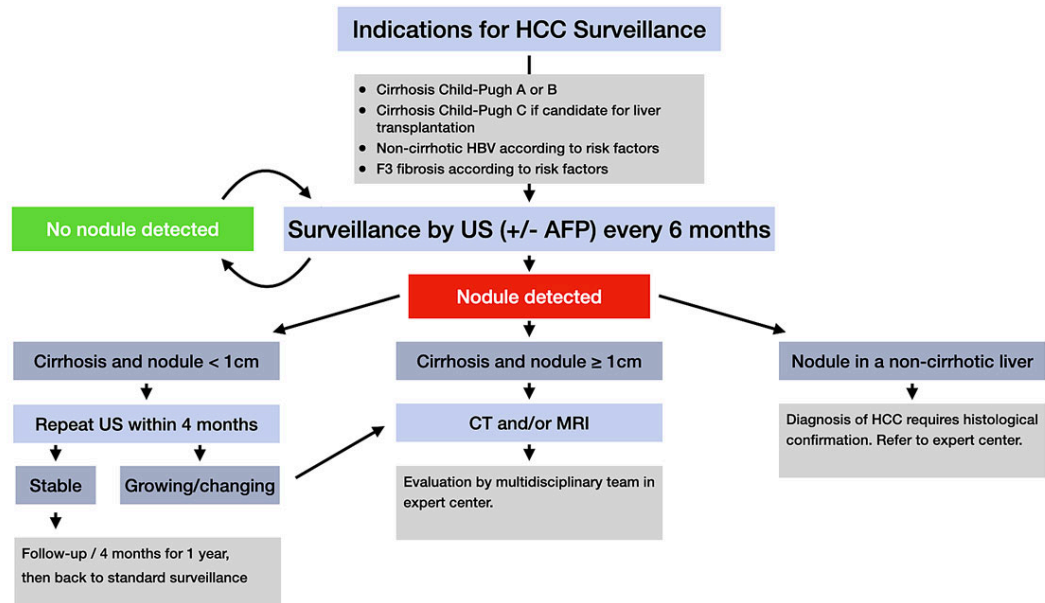 Indications for HCC Surveillance
● Cirrhosis Child-Pugh A or B
● Cirrhosis Child-Pugh C if candidate for liver
transplantation
● Non-cirrhotic HBV according to risk factors
● F3 fibrosis according to risk factors
No nodule detected
Surveillance by US (+/- AFP) every 6 months
Nodule detected
Cirrhosis and nodule < 1cm
Cirrhosis and nodule ≥ 1cm
Nodule in a non-cirrhotic liver
Repeat US within 4 months
CT and/or MRI
Diagnosis of HCC requires histological
confirmation. Refer to expert center.
Stable
Growing/changing
Evaluation by multidisciplinary team in
expert center.
Follow-up / 4 months for 1 year,
then back to standard surveillance